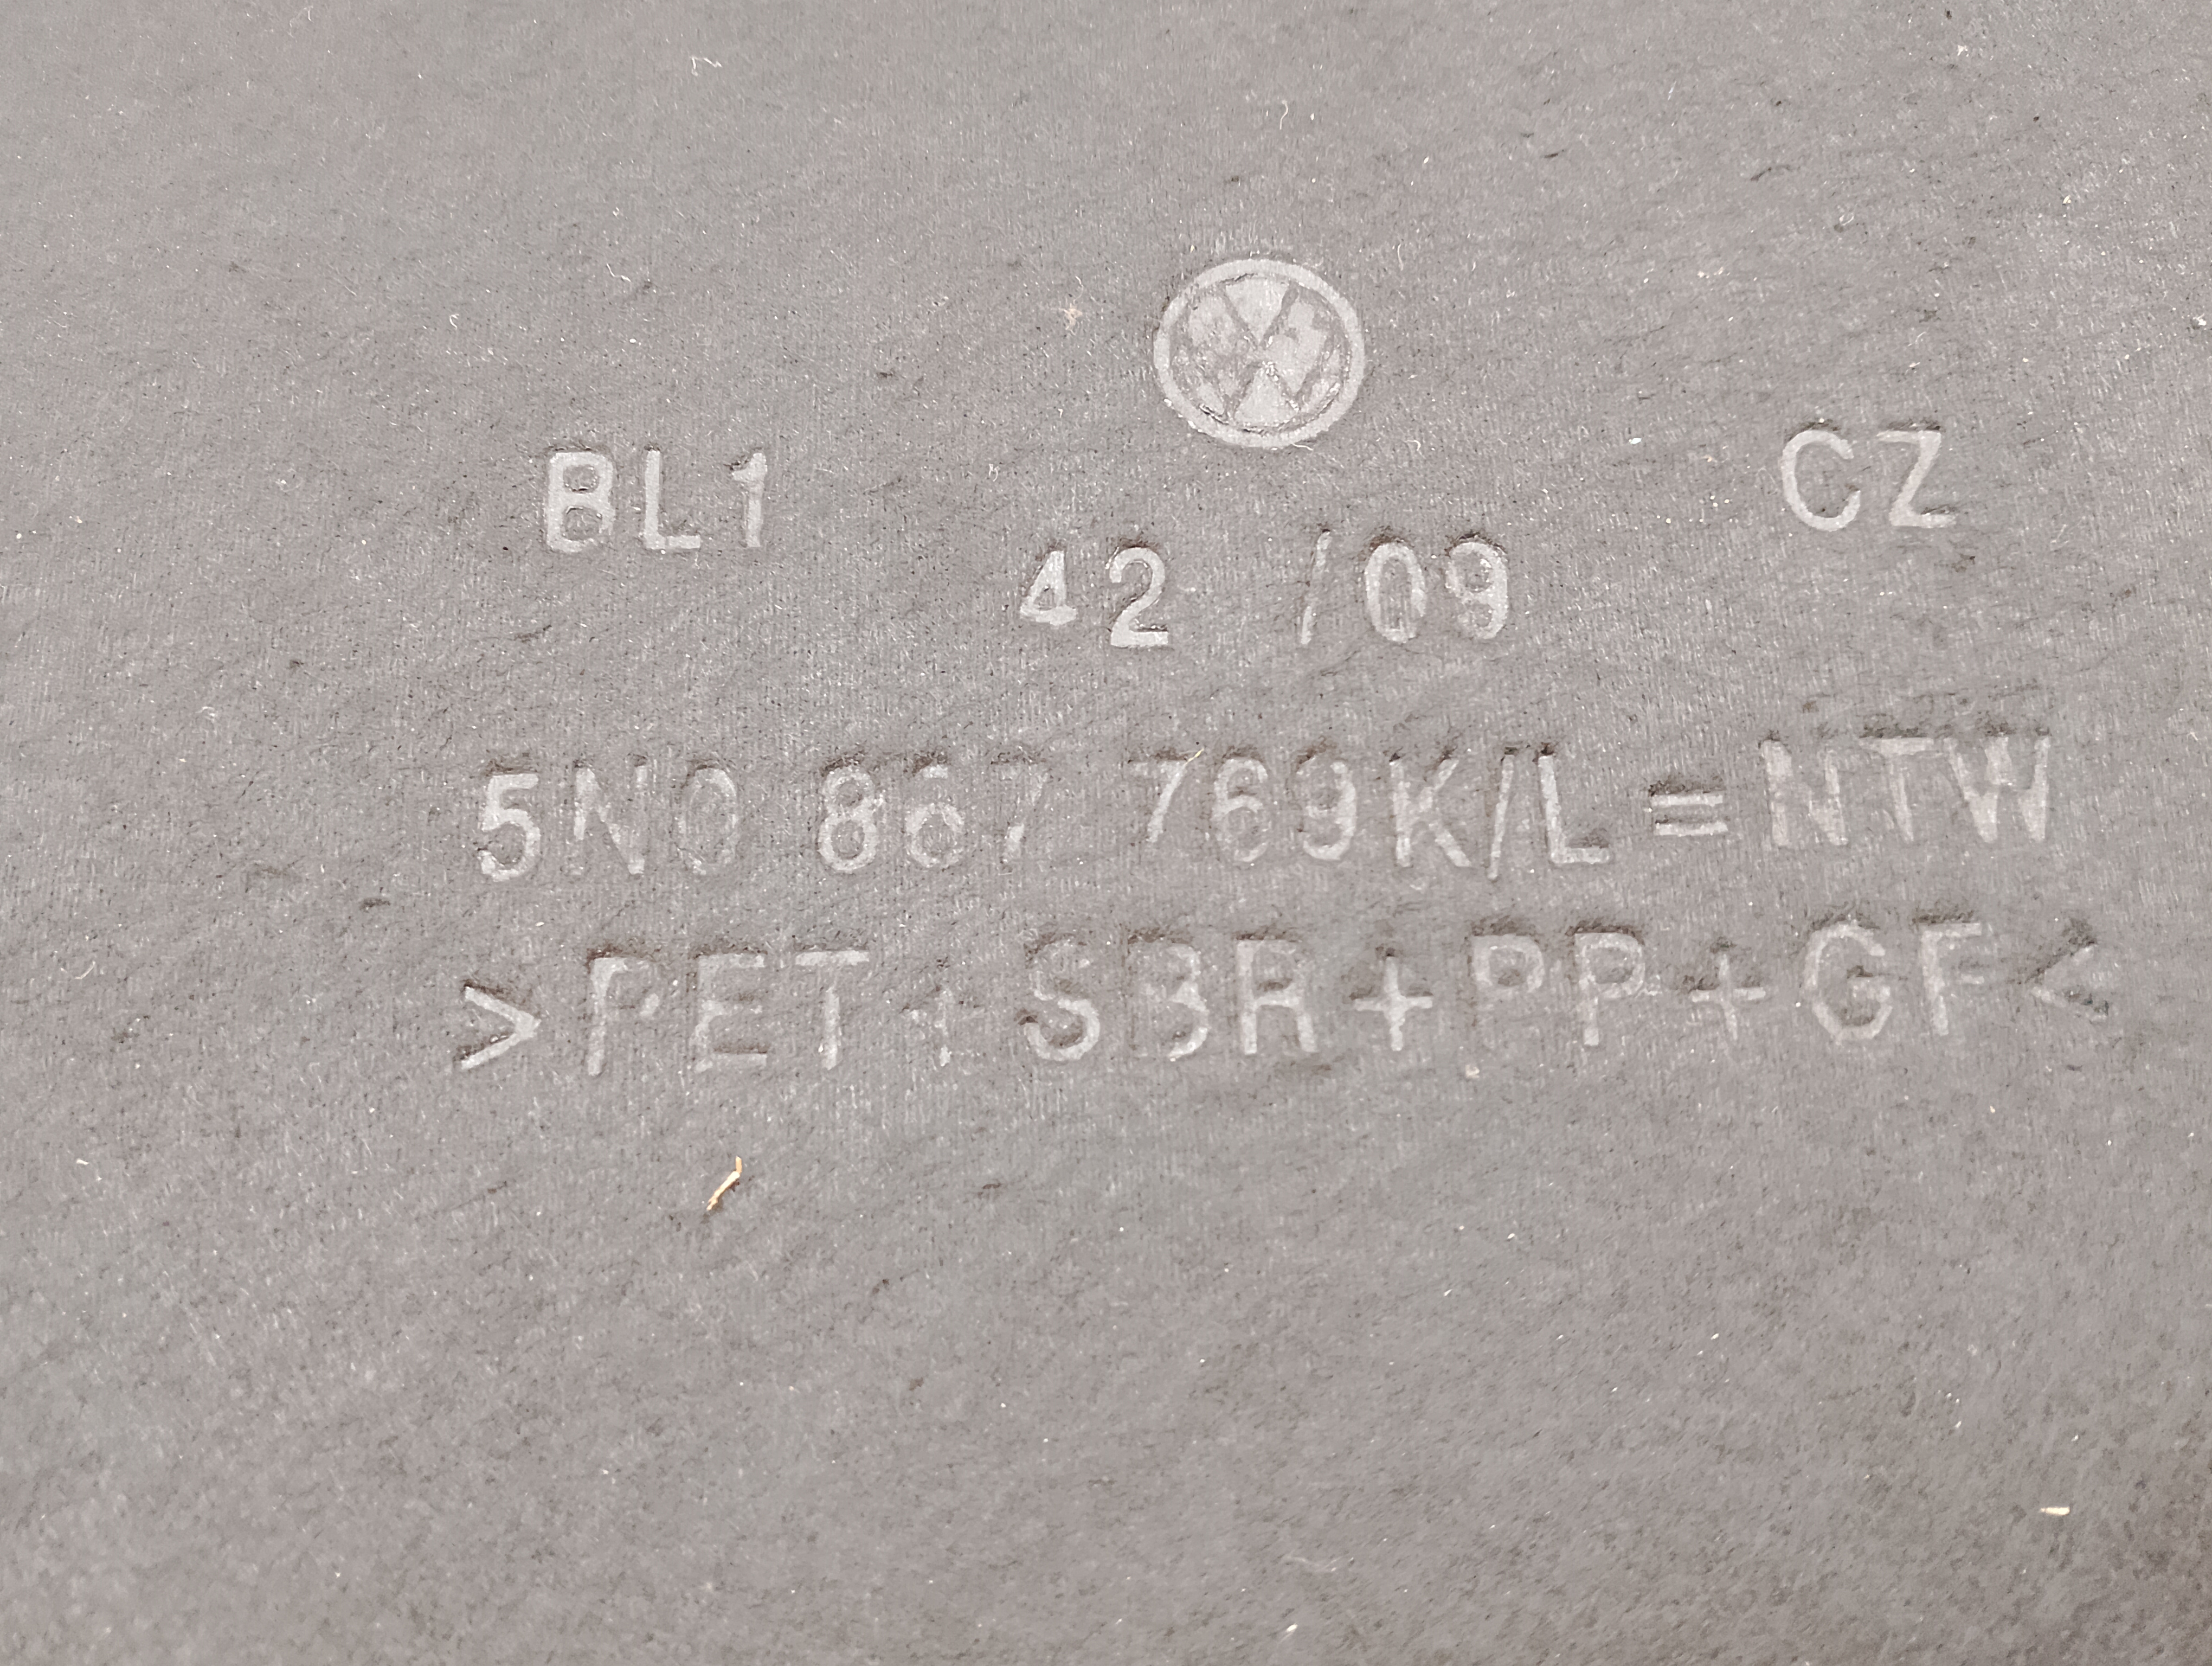 BL1 CZ
42 /09
5N0 867 769K/L=NTW
>PET+SBR+PP+GF<